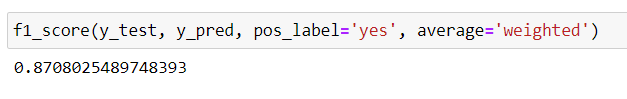 f1_score(y_test, y_pred, pos_label='yes', average='weighted')
0.8708025489748393